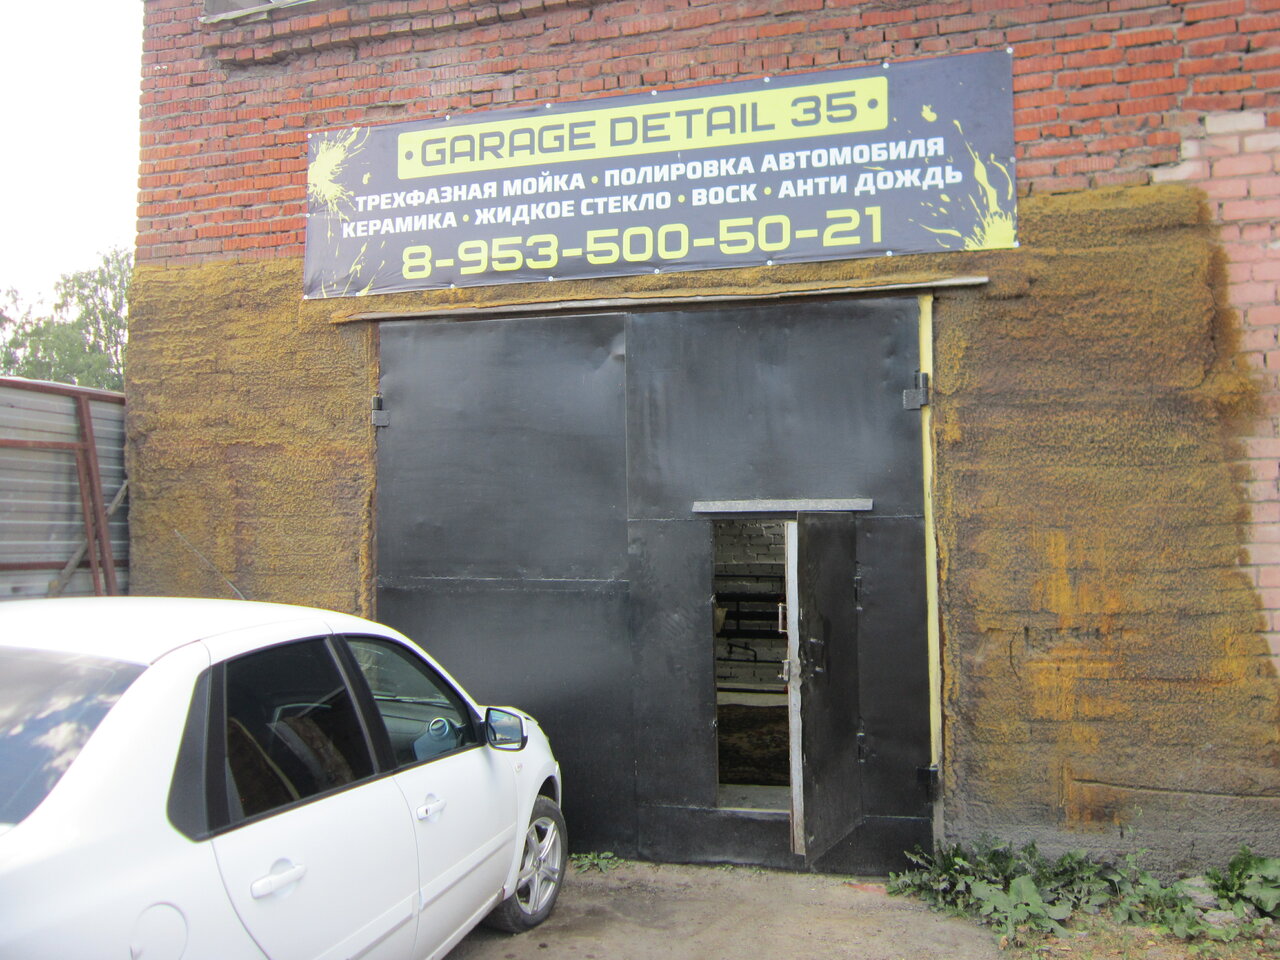 • GARAGE DETAIL 35 •
ТРЕХФАЗНАЯ МОЙКА • ПОЛИРОВКА АВТОМОБИЛЯ
КЕРАМИКА • ЖИДКОЕ СТЕКЛО • ВОСК • АНТИ ДОЖДЬ
8-953-500-50-21